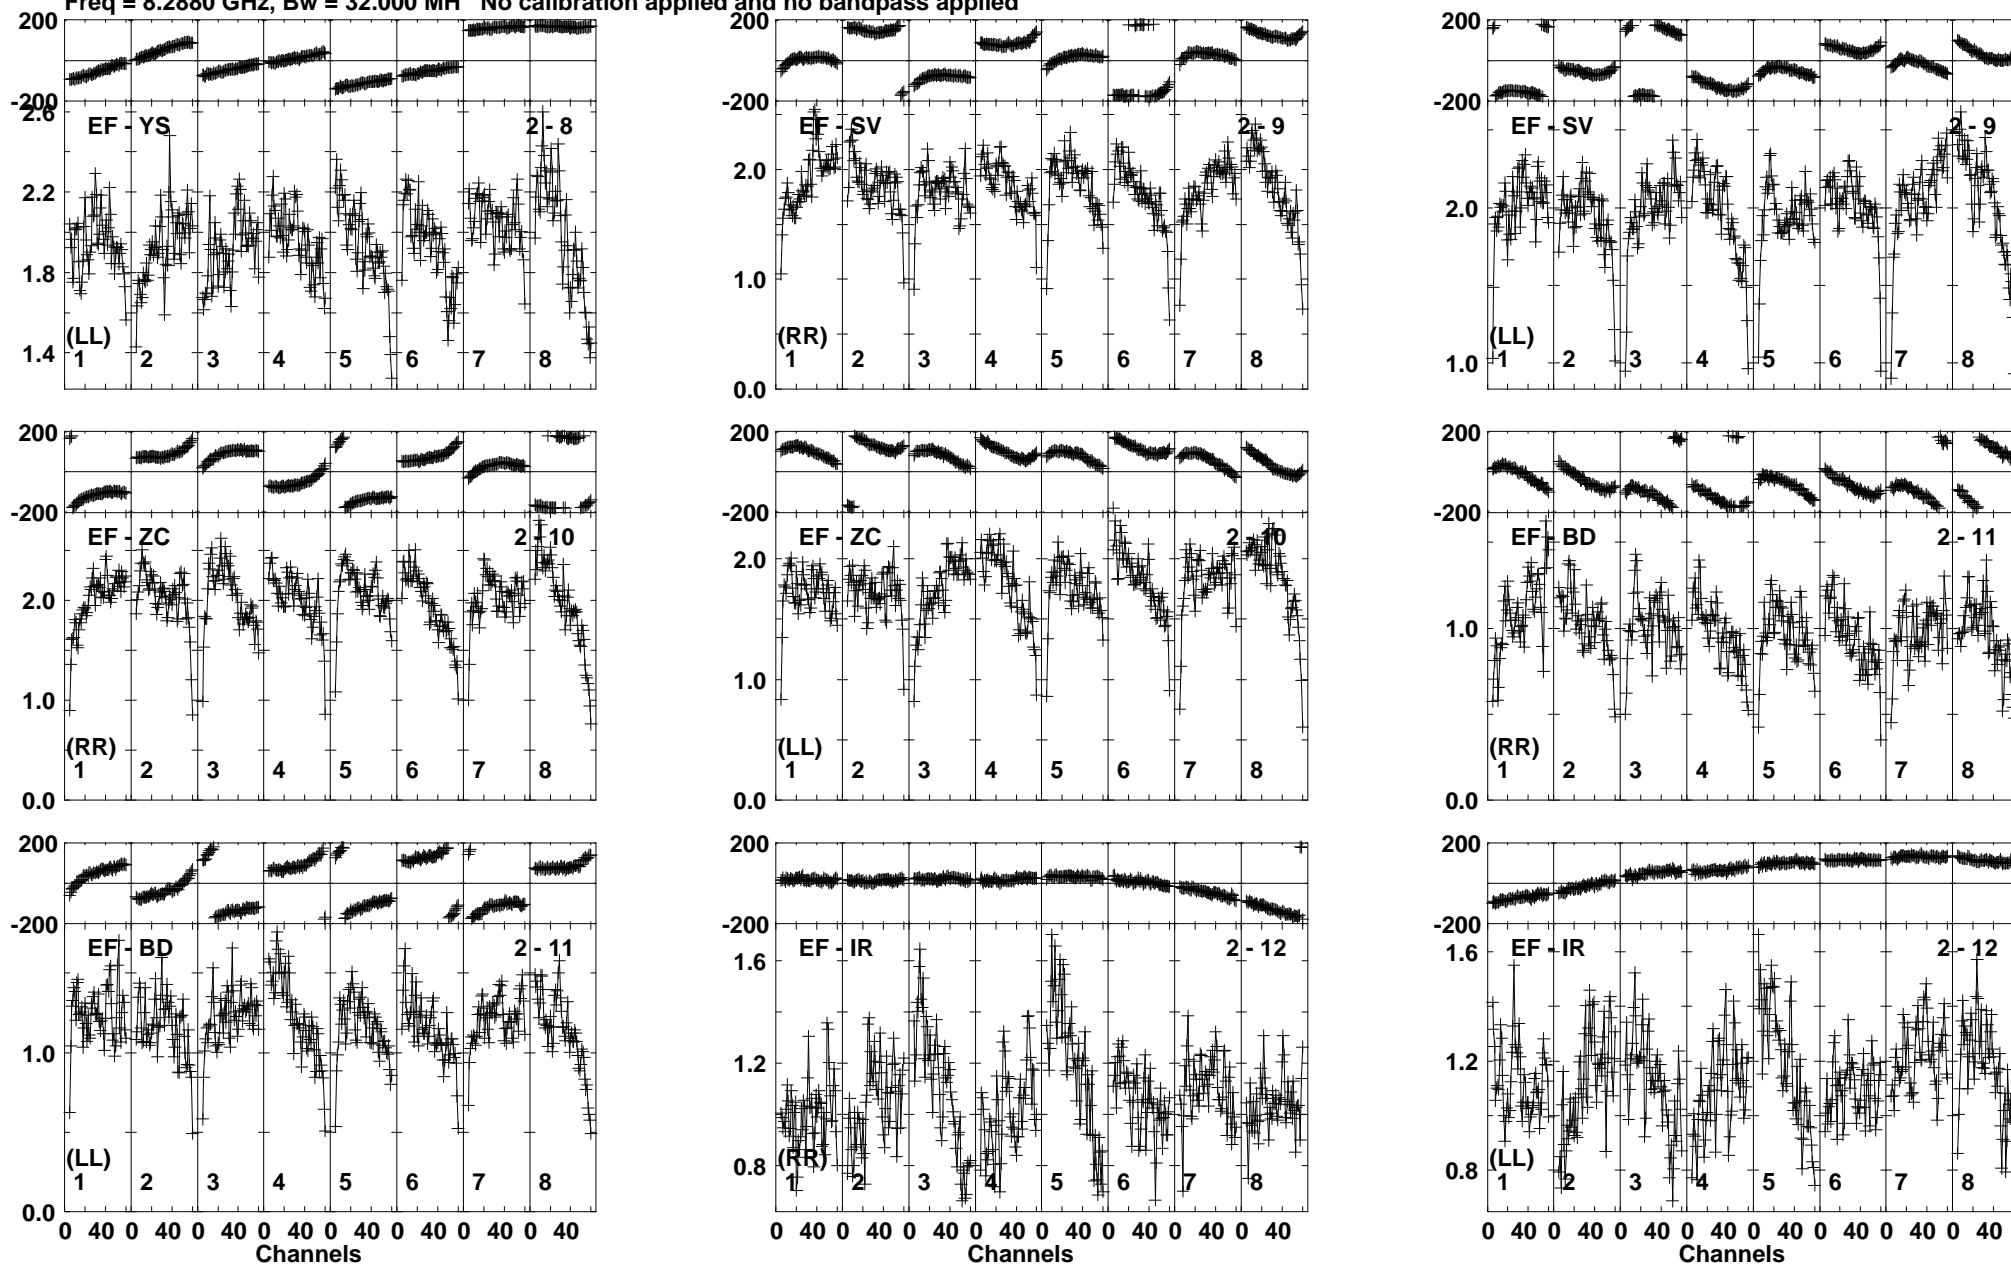 Freq = 8.2880 GHz, Bw = 32.000 MH No calibration applied and no bandpass applied
200
-200
2.6
2.2
1.8
1.4
EF - YS 2 - 8
(LL)
1 2 3 4 5 6 7 8
200
-200
2.0
1.0
0.0
EF - SV 2 - 9
(RR)
1 2 3 4 5 6 7 8
200
-200
2.0
1.0
EF - SV 2 - 9
(LL)
1 2 3 4 5 6 7 8
200
-200
2.0
1.0
0.0
EF - ZC 2 - 10
(RR)
1 2 3 4 5 6 7 8
200
-200
2.0
1.0
0.0
EF - ZC 2 - 10
(LL)
1 2 3 4 5 6 7 8
200
-200
1.0
0.0
EF - BD 2 - 11
(RR)
1 2 3 4 5 6 7 8
200
-200
1.0
0.0
EF - BD 2 - 11
(LL)
1 2 3 4 5 6 7 8
0 40 0 40 0 40 0 40 0 40 0 40 0 40 0 40
Channels
200
-200
1.6
1.2
0.8
EF - IR 2 - 12
(RR)
1 2 3 4 5 6 7 8
0 40 0 40 0 40 0 40 0 40 0 40 0 40 0 40
Channels
200
-200
1.6
1.2
0.8
EF - IR 2 - 12
(LL)
1 2 3 4 5 6 7 8
0 40 0 40 0 40 0 40 0 40 0 40 0 40 0 40
Channels